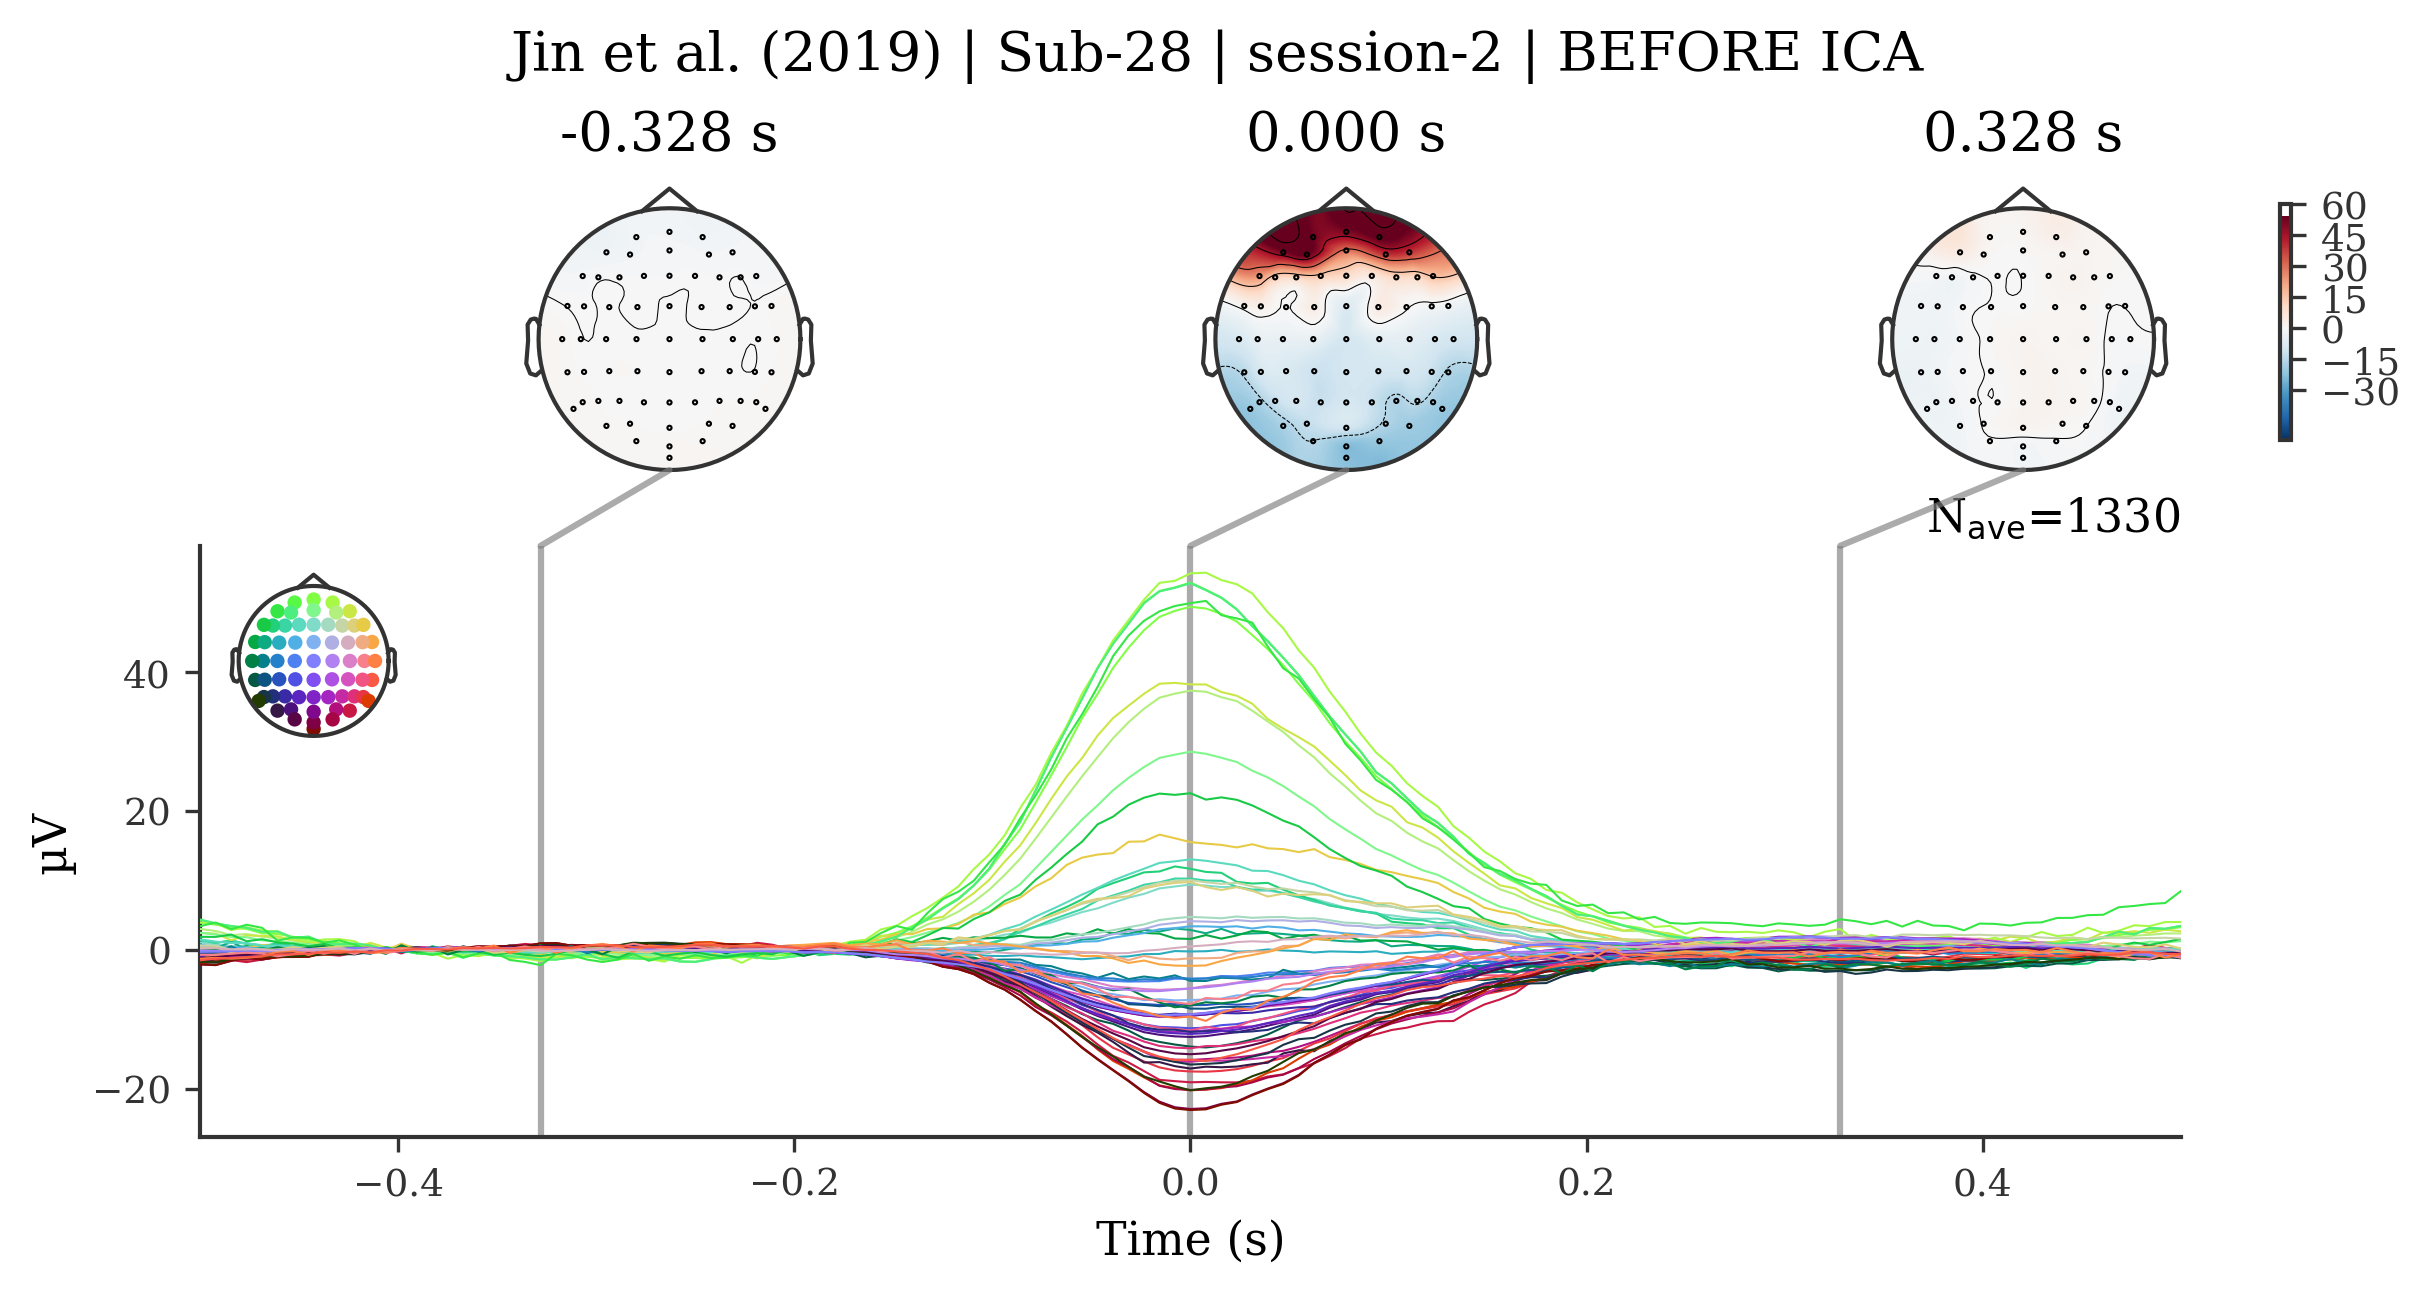 Jin et al. (2019) | Sub-28 | session-2 | BEFORE ICA
-0.328 s
0.000 s
0.328 s
60
45
30
15
0
−15
−30
Nave=1330
µV
40
20
0
−20
−0.4
−0.2
0.0
0.2
0.4
Time (s)